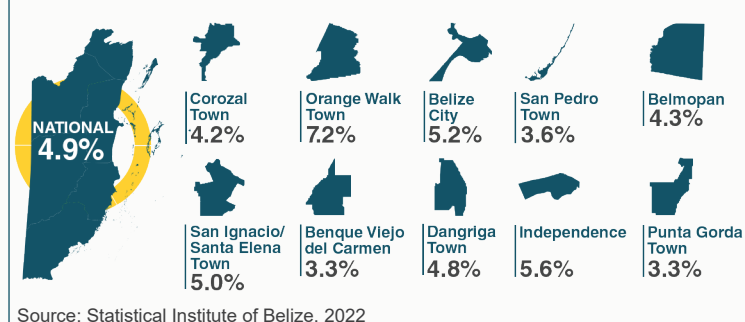 NATIONAL
4.9%
Corozal
Town
4.2%
Orange Walk
Town
7.2%
Belize
City
5.2%
San Pedro
Town
3.6%
Belmopan
4.3%
San Ignacio/
Santa Elena
Town
5.0%
Benque Viejo
del Carmen
3.3%
Dangriga
Town
4.8%
Independence
5.6%
Punta Gorda
Town
3.3%
Source: Statistical Institute of Belize, 2022